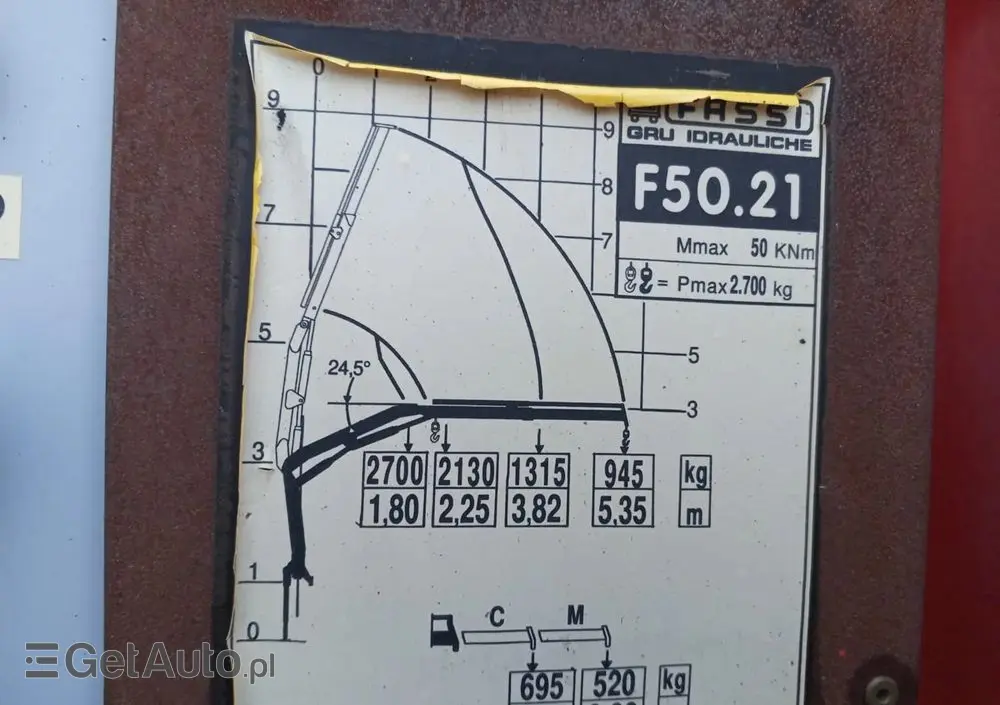 0
9
9
FASSI
GRU IDRAULICHE
F50.21
8
7
7
Mmax 50 KNm
= Pmax 2.700 kg
5
5
24,5°
3
3
2700 2130 1315 945 kg
1,80 2,25 3,82 5,35 m
1
C M
0
GetAuto.pl
695 520 kg